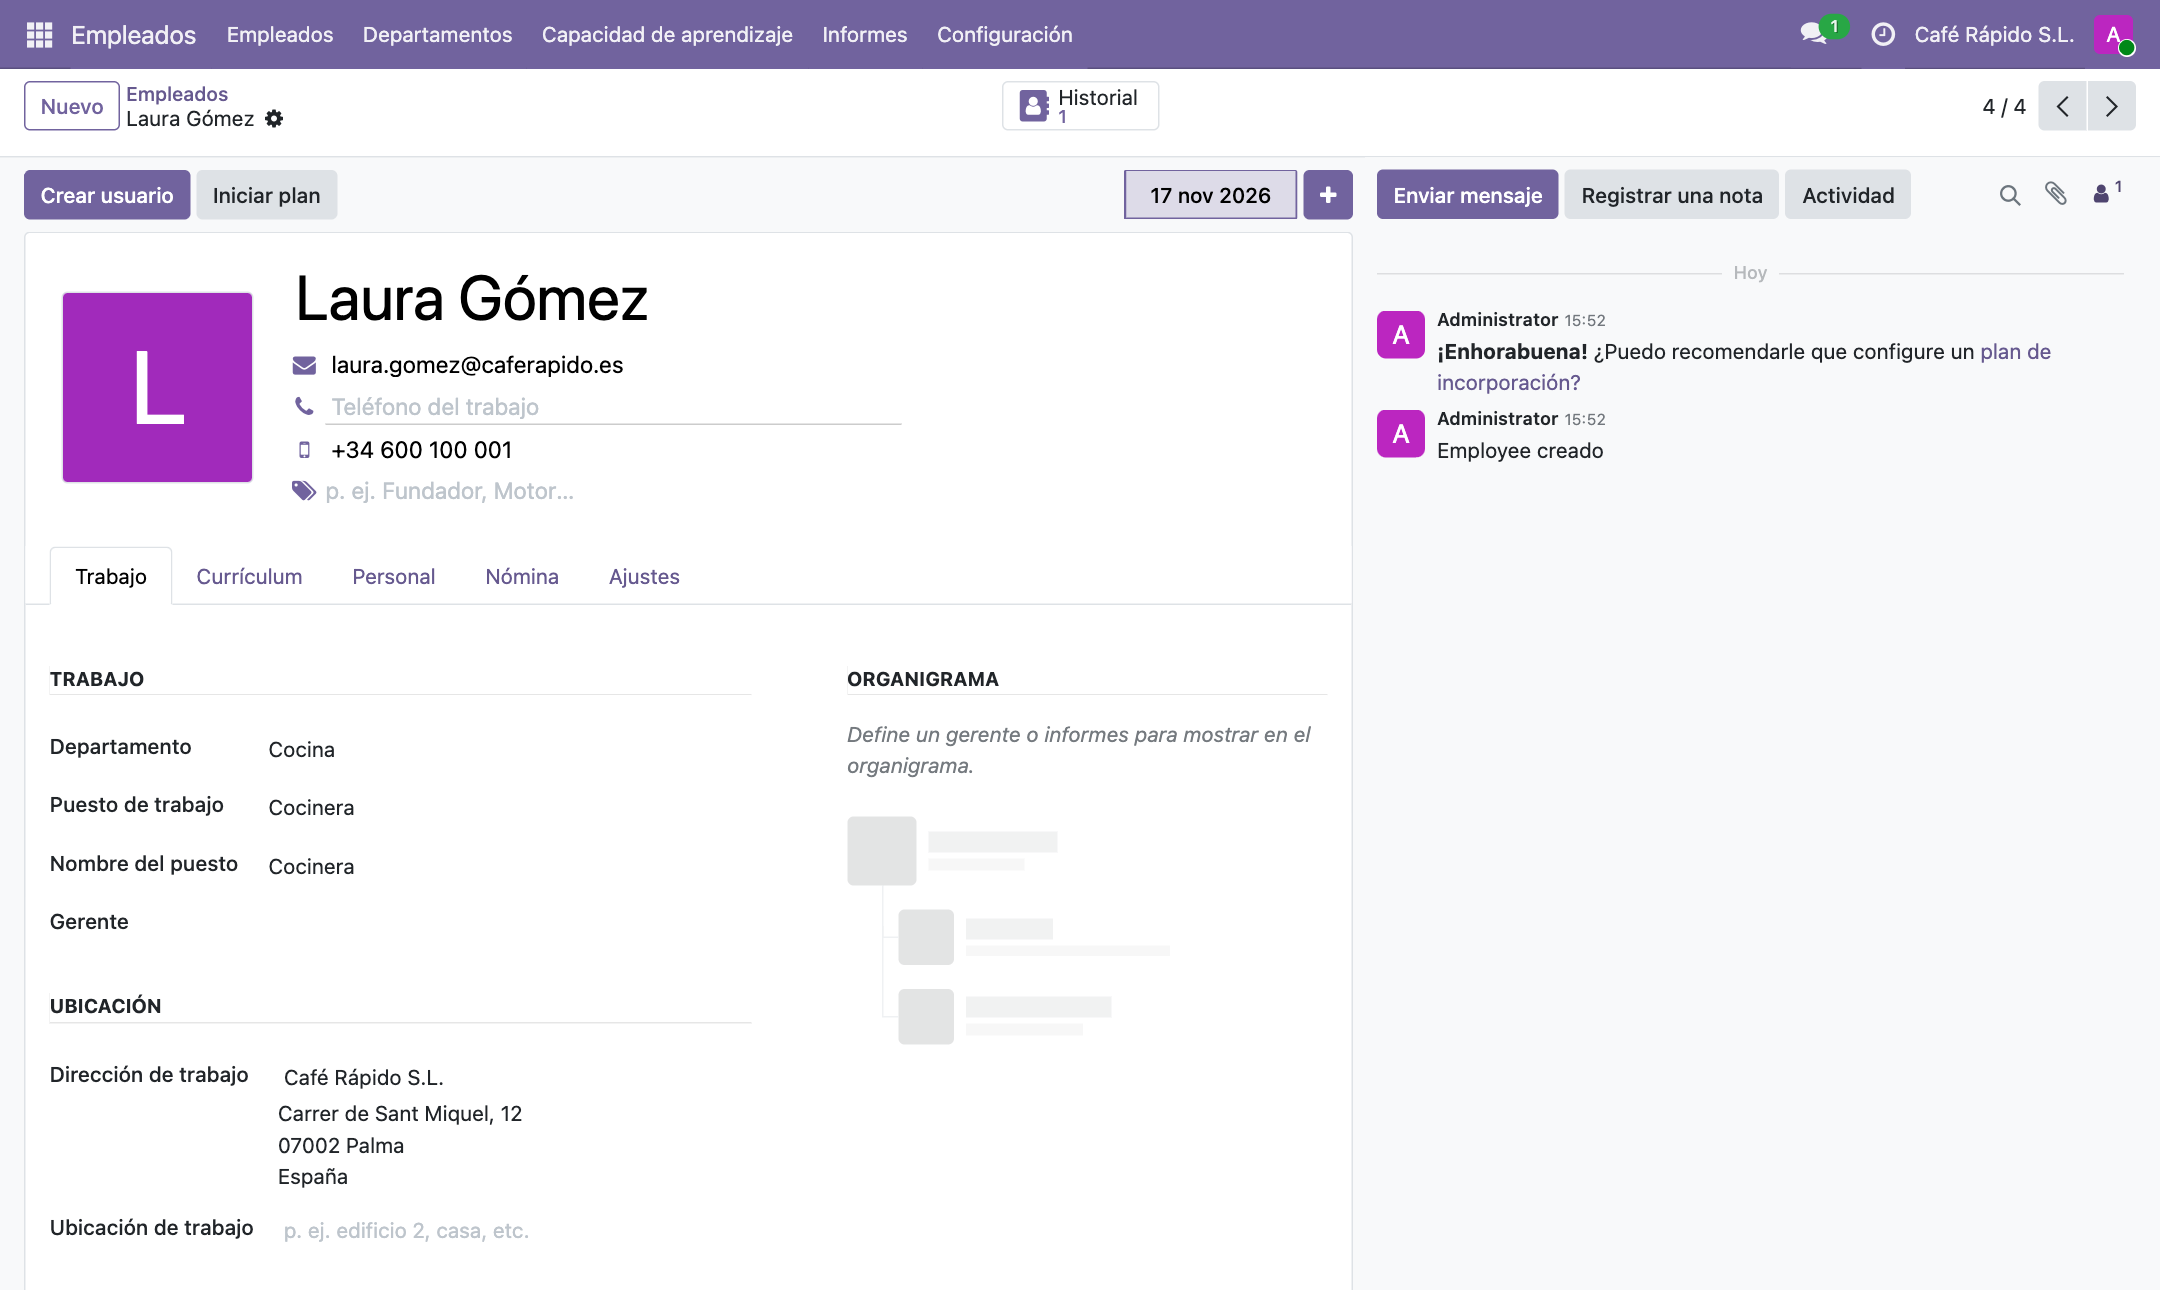 Empleados
Empleados
Departamentos
Capacidad de aprendizaje
Informes
Configuración
1
Café Rápido S.L.
A
Nuevo
Empleados
Laura Gómez
Historial
1
4 / 4
Crear usuario
Iniciar plan
17 nov 2026
+
Enviar mensaje
Registrar una nota
Actividad
1
L
Laura Gómez
laura.gomez@caferapido.es
Teléfono del trabajo
+34 600 100 001
p. ej. Fundador, Motor...
Trabajo
Currículum
Personal
Nómina
Ajustes
TRABAJO
Departamento
Cocina
Puesto de trabajo
Cocinera
Nombre del puesto
Cocinera
Gerente
UBICACIÓN
Dirección de trabajo
Café Rápido S.L.
Carrer de Sant Miquel, 12
07002 Palma
España
Ubicación de trabajo
p. ej. edificio 2, casa, etc.
ORGANIGRAMA
Define un gerente o informes para mostrar en el
organigrama.
Hoy
A
Administrator 15:52
¡Enhorabuena! ¿Puedo recomendarle que configure un plan de
incorporación?
A
Administrator 15:52
Employee creado